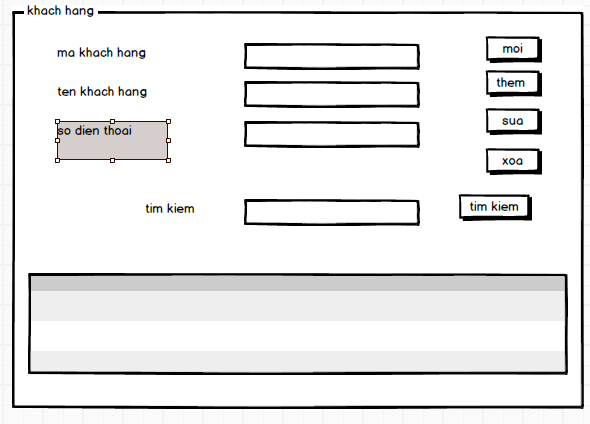 khach hang
ma khach hang
moi
ten khach hang
them
so dien thoai
sua
xoa
tim kiem
tim kiem